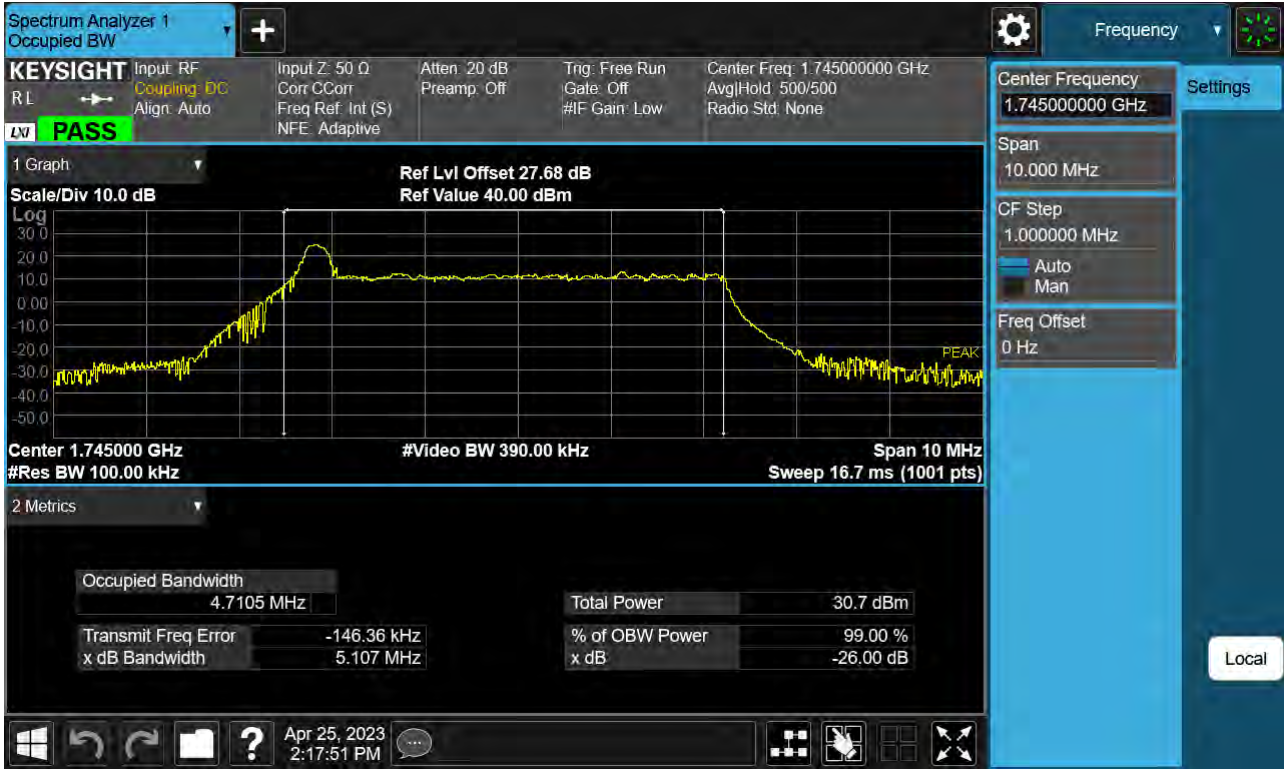 Spectrum Analyzer 1
Occupied BW
Frequency
KEYSIGHT
Input: RF
Coupling: DC
Align: Auto
Input Z: 50 Ω
Corr CCorr
Freq Ref: Int (S)
NFE: Adaptive
Atten: 20 dB
Preamp: Off
Trig: Free Run
Gate: Off
#IF Gain: Low
Center Freq: 1.745000000 GHz
Avg|Hold: 500/500
Radio Std: None
R L
LXI
PASS
Center Frequency
1.745000000 GHz
Settings
Span
10.000 MHz
CF Step
1.000000 MHz
Auto
Man
Freq Offset
0 Hz
Local
1 Graph
Ref Lvl Offset 27.68 dB
Scale/Div 10.0 dB
Ref Value 40.00 dBm
Log
30.0
20.0
10.0
0.00
-10.0
-20.0
-30.0
-40.0
-50.0
PEAK
Center 1.745000 GHz
#Video BW 390.00 kHz
Span 10 MHz
#Res BW 100.00 kHz
Sweep 16.7 ms (1001 pts)
2 Metrics
Occupied Bandwidth
4.7105 MHz
Total Power 30.7 dBm
Transmit Freq Error -146.36 kHz
% of OBW Power 99.00 %
x dB Bandwidth 5.107 MHz
x dB -26.00 dB
?
Apr 25, 2023
2:17:51 PM